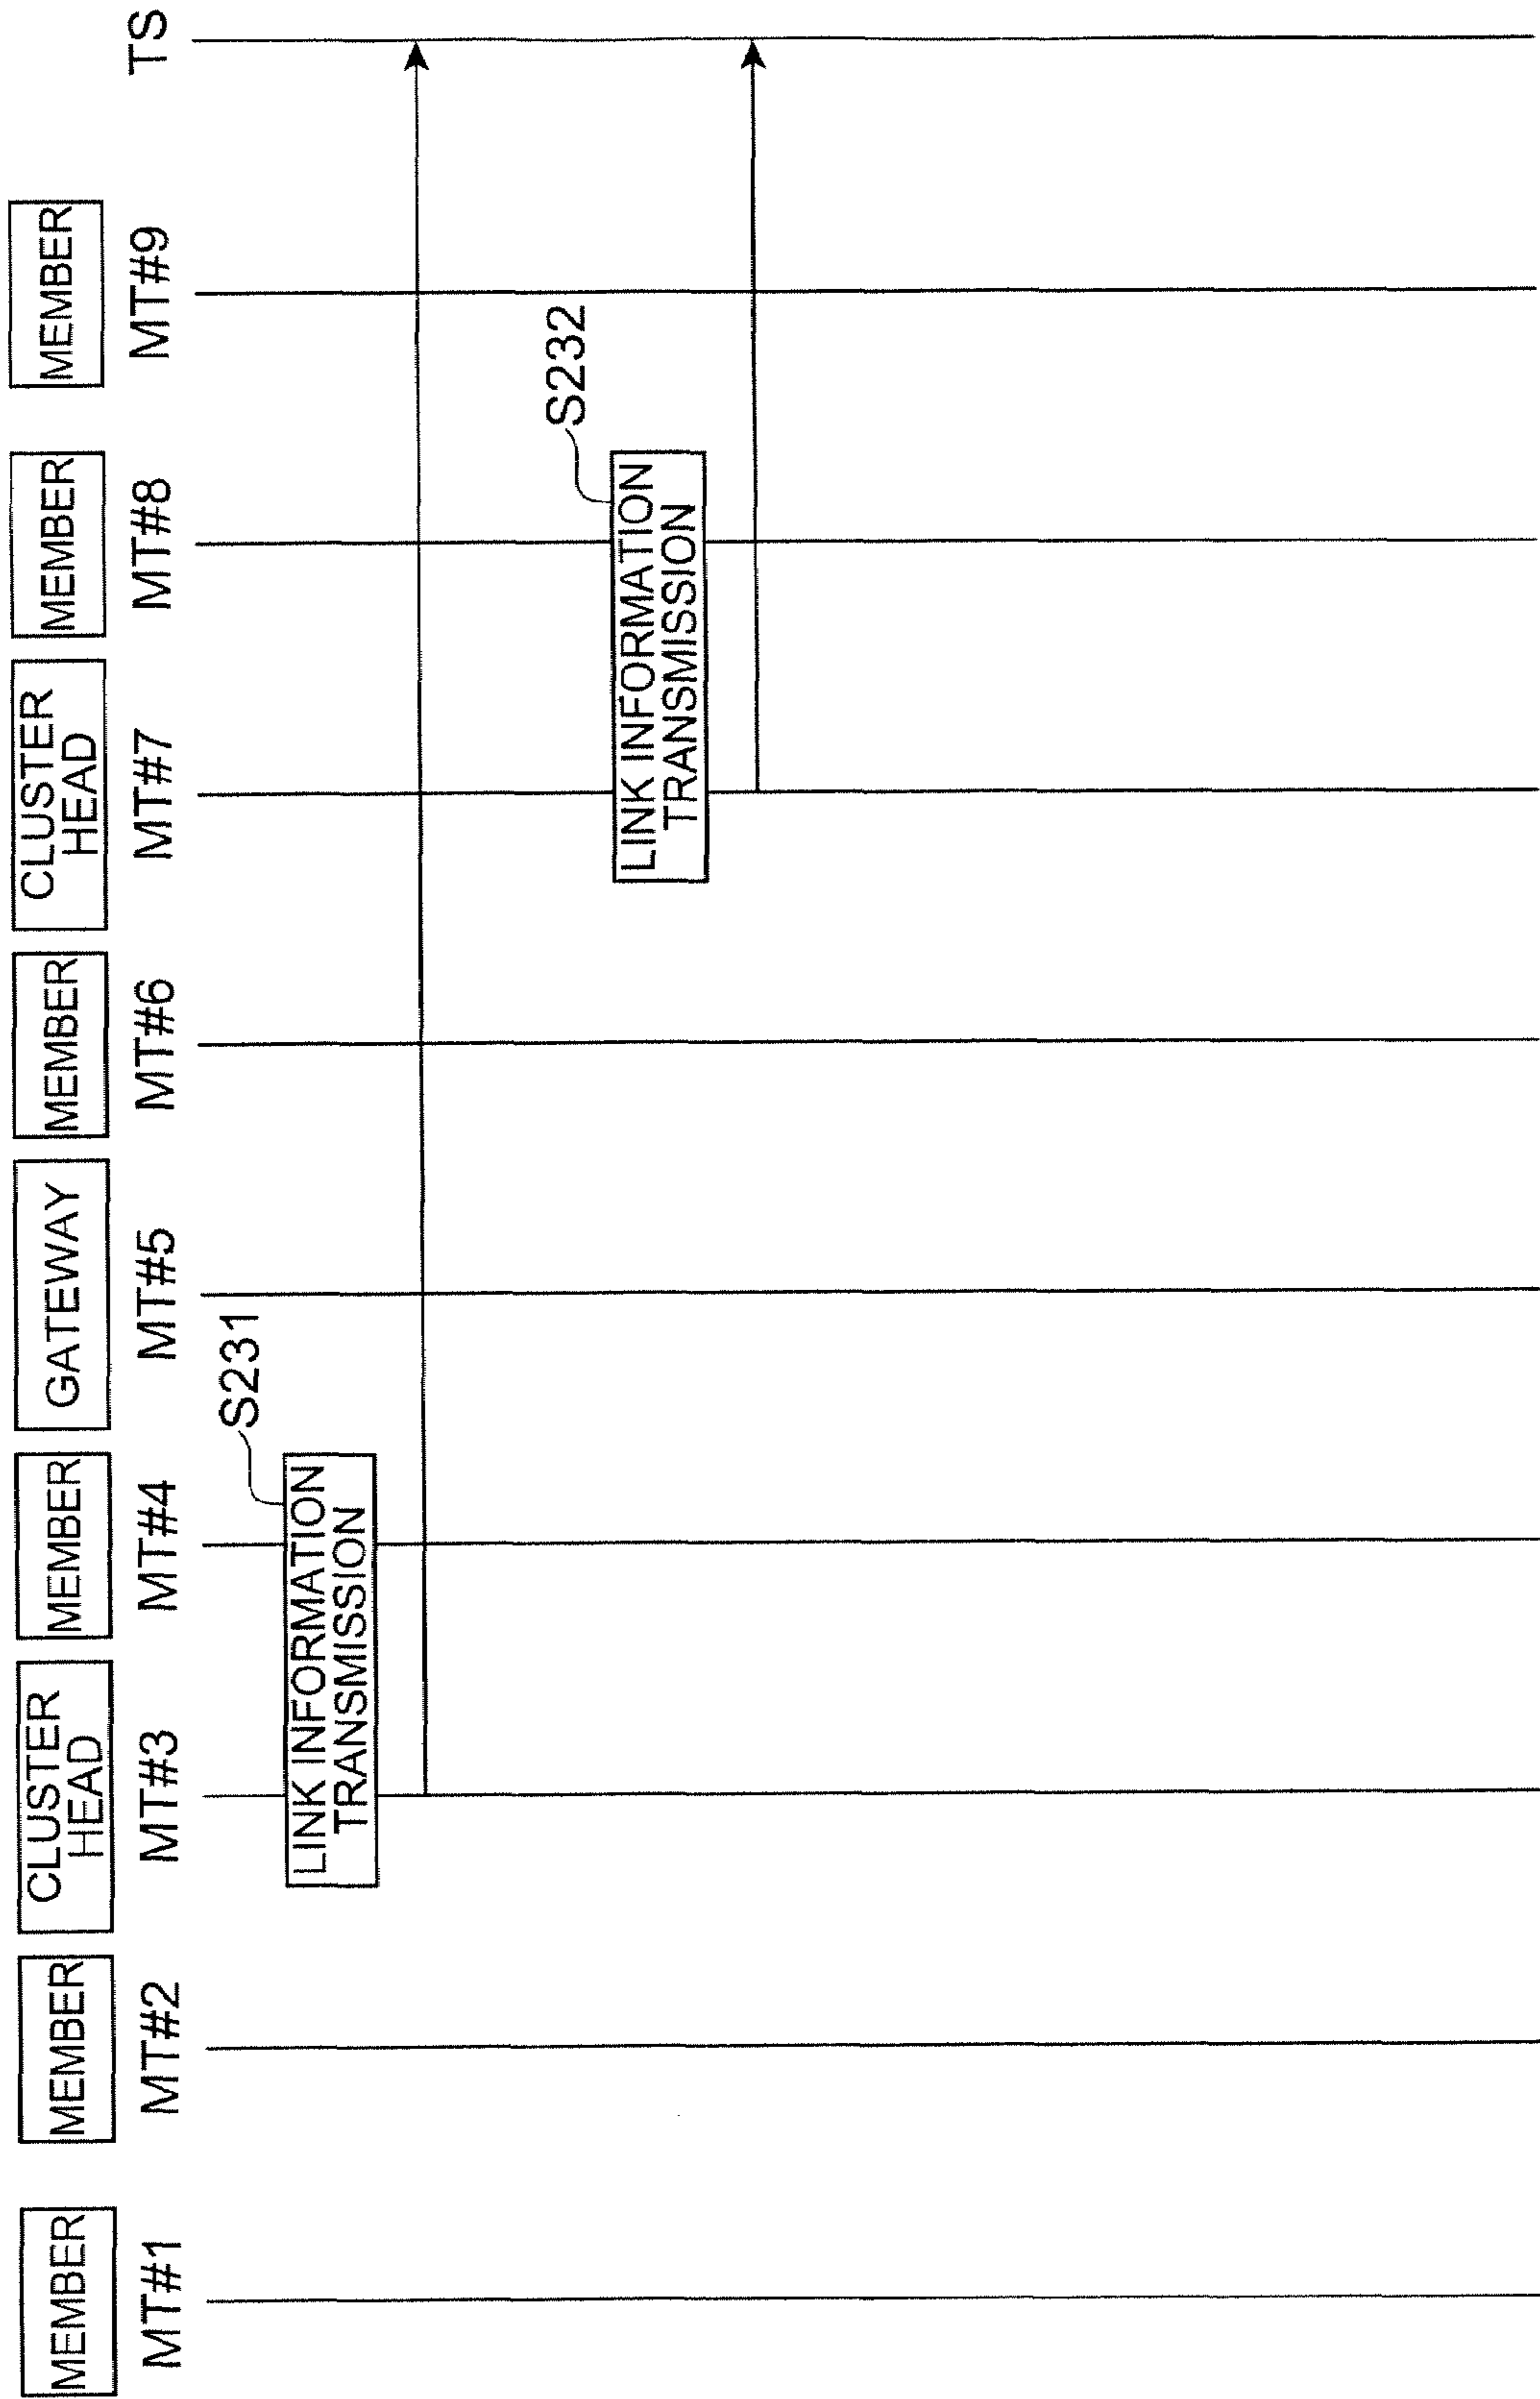 MEMBER
MEMBER
CLUSTER
HEAD
MEMBER
GATEWAY
MEMBER
CLUSTER
HEAD
MEMBER
MEMBER
MT#1
MT#2
MT#3
MT#4
MT#5
MT#6
MT#7
MT#8
MT#9
TS
S231
LINK INFORMATION
TRANSMISSION
S232
LINK INFORMATION
TRANSMISSION